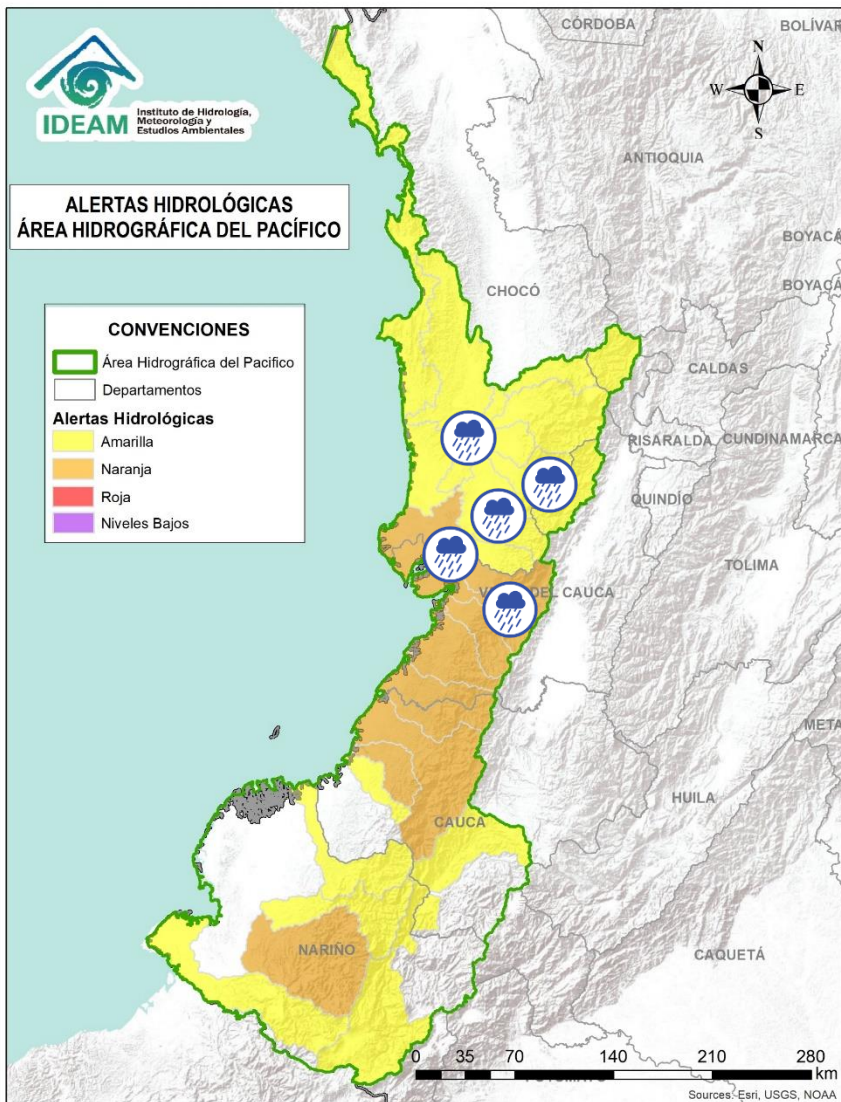 IDEAM
Instituto de Hidrología,
Meteorología y
Estudios Ambientales
ALERTAS HIDROLÓGICAS
ÁREA HIDROGRÁFICA DEL PACÍFICO
CONVENCIONES
Área Hidrográfica del Pacifico
Departamentos
Alertas Hidrológicas
Amarilla
Naranja
Roja
Niveles Bajos
N
W
E
S
CÓRDOBA
BOLÍVAR
ANTIOQUIA
BOYACÁ
CHOCÓ
BOYACÁ
CALDAS
RISARALDA
CUNDINAMARCA
QUINDÍO
TOLIMA
DEL CAUCA
META
HUILA
CAUCA
NARIÑO
CAQUETÁ
0 35 70 140 210 280
km
Sources: Esri, USGS, NOAA